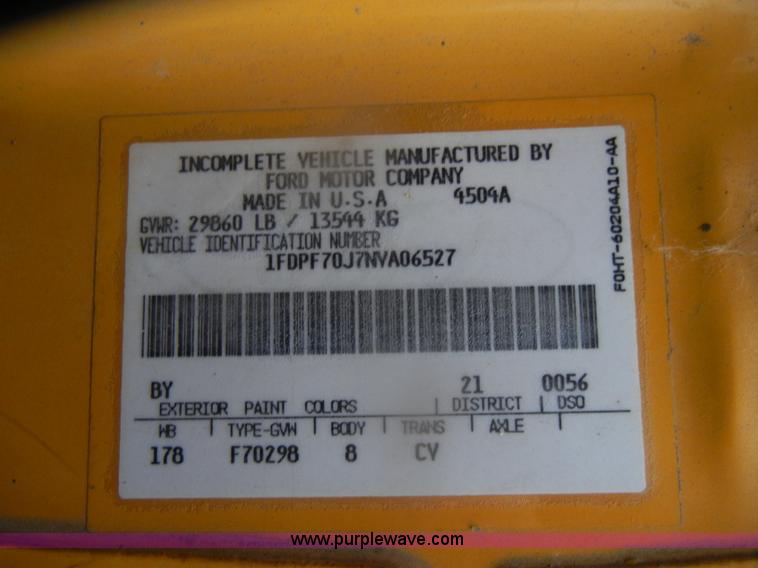 INCOMPLETE VEHICLE MANUFACTURED BY
FORD MOTOR COMPANY
MADE IN U.S.A 4504A
GVWR: 29860 LB / 13544 KG
VEHICLE IDENTIFICATION NUMBER
1FDPF70J7NVA06527
F0HT-60204A10-AA
BY 21 0056
EXTERIOR PAINT COLORS DISTRICT DSO
WB TYPE-GVW BODY TRANS AXLE
178 F70298 8 CY
www.purplewave.com